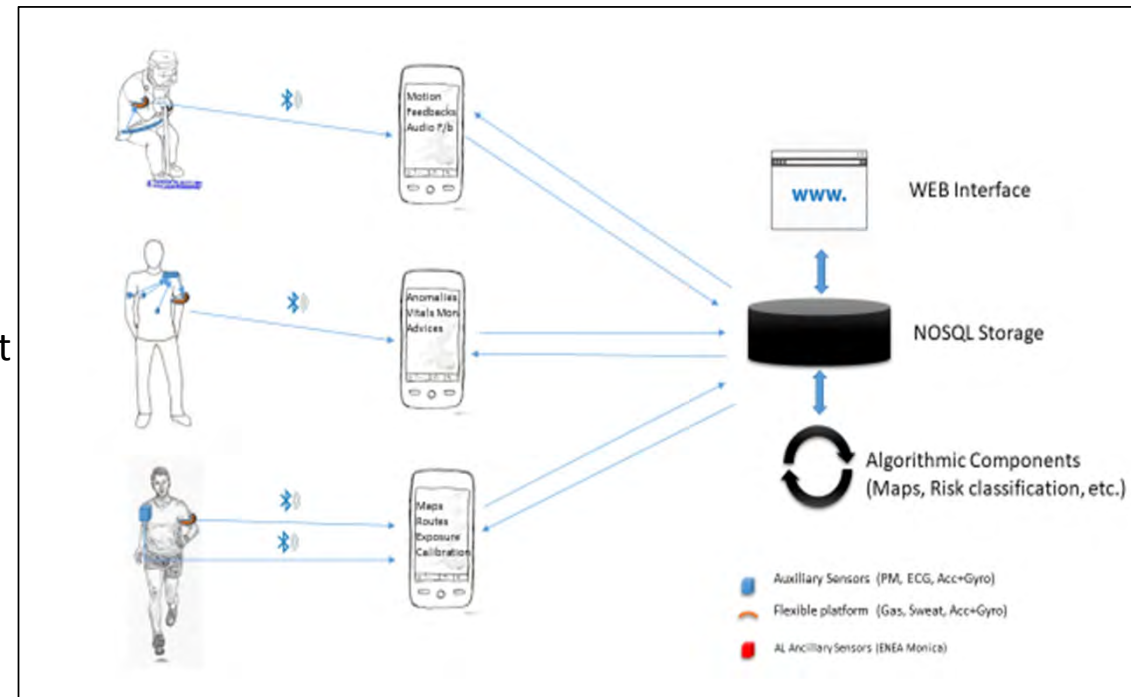 Motion
Feedbacks
Audio F/b
www.
WEB Interface
t
Anomalies
Vitals Mon.
Advices
NOSQL Storage
Algorithmic Components
(Maps, Risk classification, etc.)
Maps
Routes
Exposure
Calibration
Auxiliary Sensors (PM, ECG, Acc+Gyro)
Flexible platform (Gas, Sweat, Acc+Gyro)
AL Ancillary Sensors (ENEA Monica)